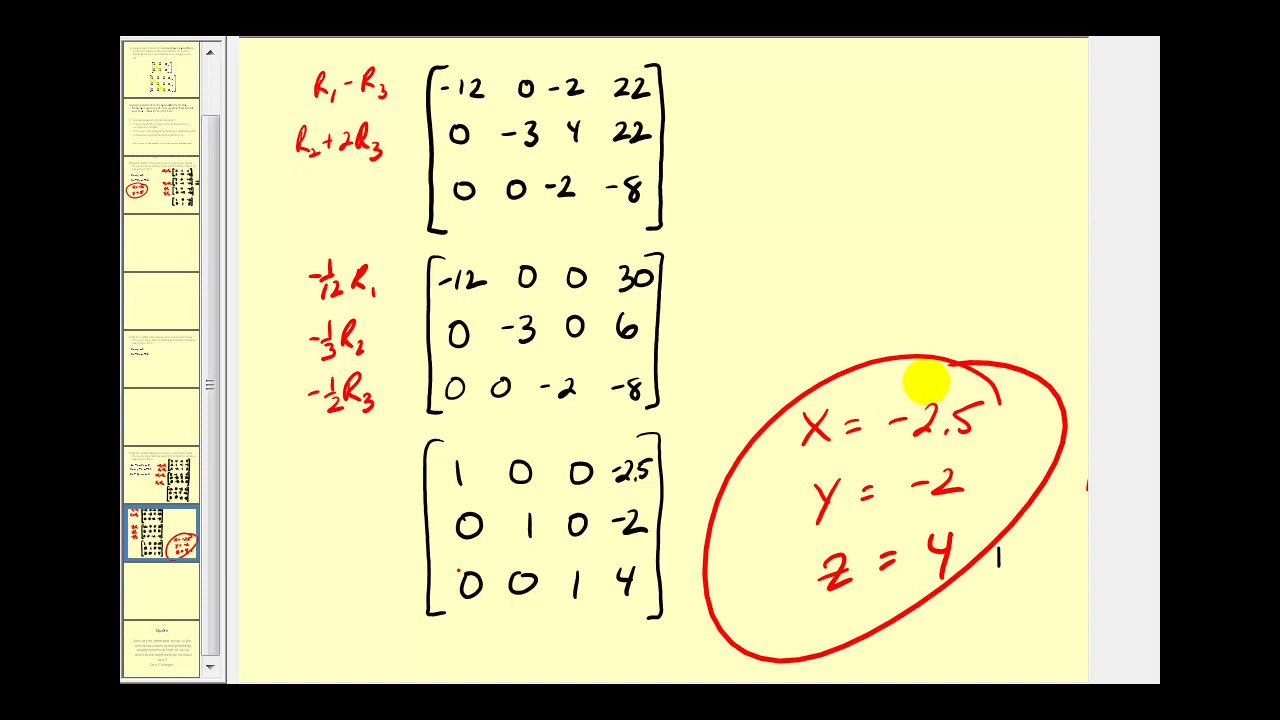 R₁ - R₃
-12 0 -2 22
R₂ + 2R₃
0 -3 4 22
0 0 -2 -8
-1/12 R₁
-12 0 0 30
-1/3 R₂
0 -3 0 6
-1/2 R₃
0 0 -2 -8
1 0 0 -2.5
0 1 0 -2
0 0 1 4
x = -2.5
y = -2
z = 4
Quote